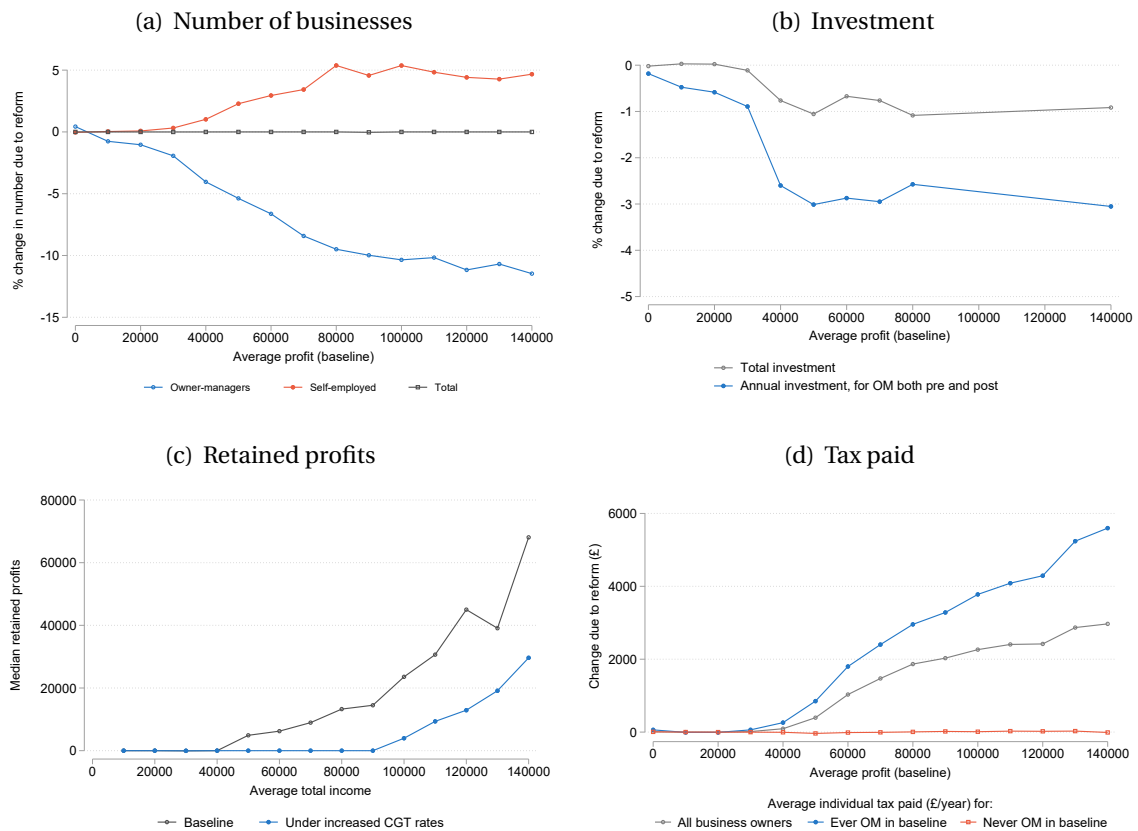 (a) Number of businesses
% change in number due to reform
5
0
-5
-10
-15
0 20000 40000 60000 80000 100000 120000 140000
Average profit (baseline)
Owner-managers Self-employed Total
(b) Investment
% change due to reform
0
-1
-2
-3
-4
-5
0 20000 40000 60000 80000 100000 120000 140000
Average profit (baseline)
Total investment
Annual investment, for OM both pre and post
(c) Retained profits
Median retained profits
80000
60000
40000
20000
0
0 20000 40000 60000 80000 100000 120000 140000
Average total income
Baseline Under increased CGT rates
(d) Tax paid
Change due to reform (£)
6000
4000
2000
0
0 20000 40000 60000 80000 100000 120000 140000
Average profit (baseline)
Average individual tax paid (£/year) for:
All business owners Ever OM in baseline Never OM in baseline